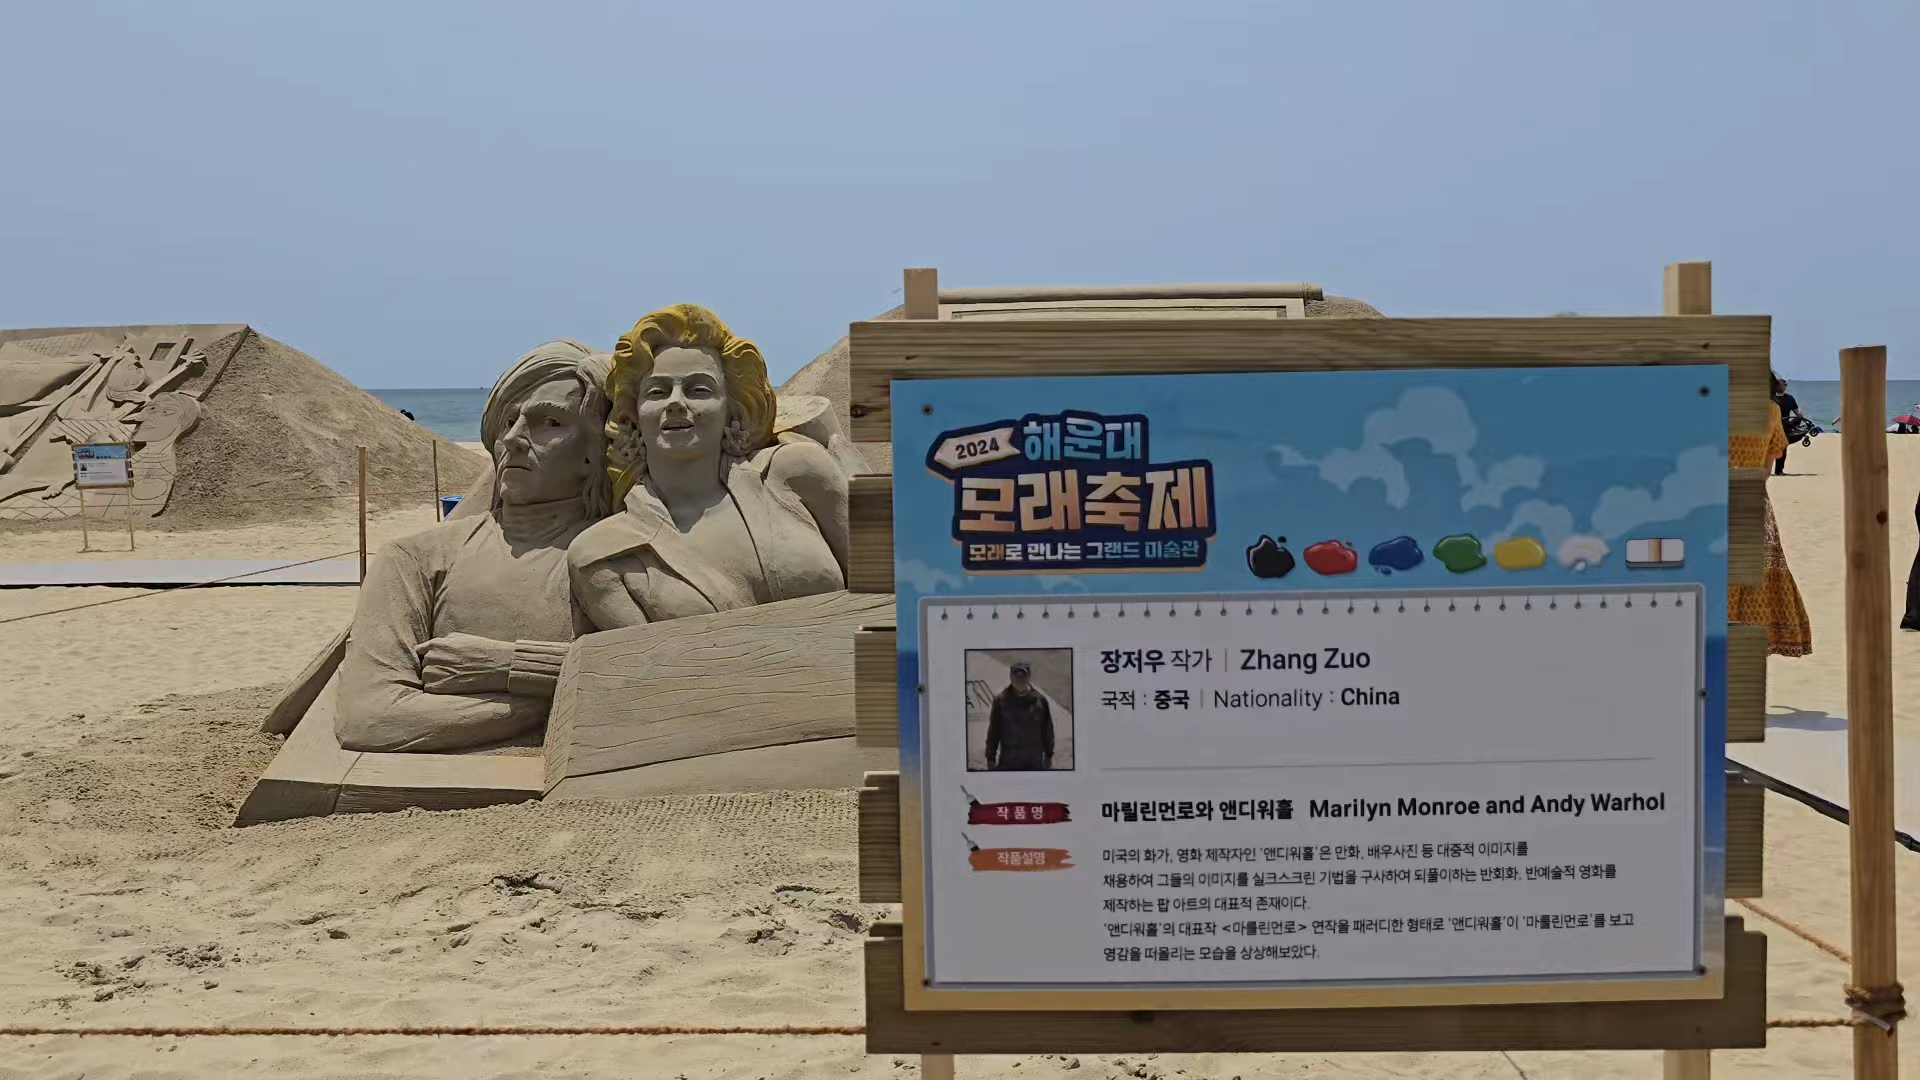 2024 해운대
모래축제
모래로 만나는 그랜드 미술관
장저우 작가 | Zhang Zuo
국적 : 중국 | Nationality : China
작품명 마릴린먼로와 앤디워홀 Marilyn Monroe and Andy Warhol
작품설명 미국의 화가, 영화 제작자인 '앤디워홀'은 만화, 배우사진 등 대중적 이미지를
채용하여 그들의 이미지를 실크스크린 기법을 구사하여 되풀이하는 반회화, 반예술적 영화를
제작하는 팝 아트의 대표적 존재이다.
'앤디워홀'의 대표작 <마를린먼로> 연작을 패러디한 형태로 '앤디워홀'이 '마를린먼로'를 보고
영감을 떠올리는 모습을 상상해보았다.